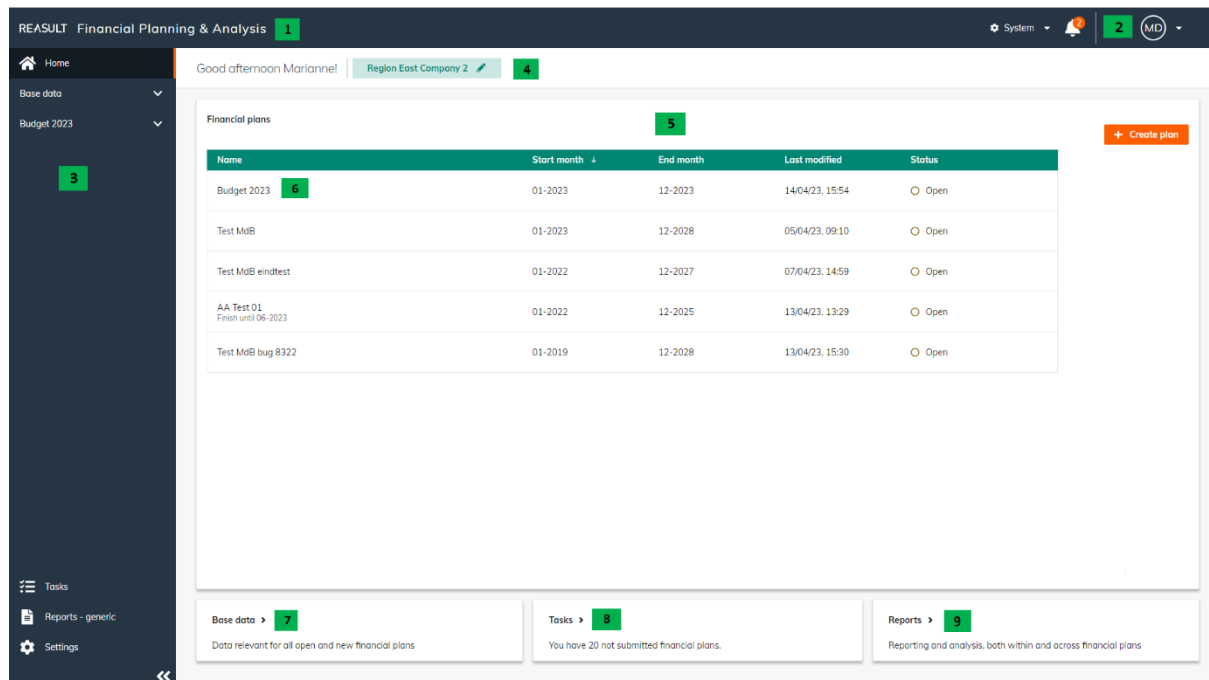 REASULT Financial Planning & Analysis 1 System 2 2 MD
Home
Good afternoon Marianne! Region East Company 2 4
Base data
Budget 2023
3
Financial plans 5
+ Create plan
Name Start month ↓ End month Last modified Status
Budget 2023 6 01-2023 12-2023 14/04/23, 15:54 Open
Test MdB 01-2023 12-2028 05/04/23, 09:10 Open
Test MdB eindtest 01-2022 12-2027 07/04/23, 14:59 Open
AA Test 01 01-2022 12-2025 13/04/23, 13:29 Open
Finish until 06-2023
Test MdB bug 8322 01-2019 12-2028 13/04/23, 15:30 Open
Tasks
Reports - generic
Settings
Base data > 7
Data relevant for all open and new financial plans
Tasks > 8
You have 20 not submitted financial plans.
Reports > 9
Reporting and analysis, both within and across financial plans